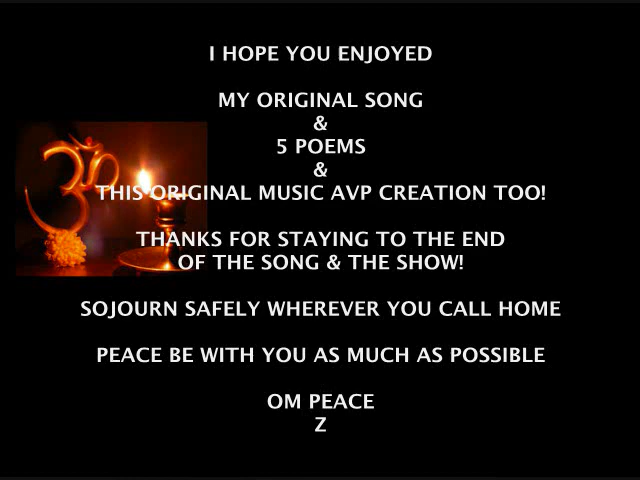 I HOPE YOU ENJOYED
MY ORIGINAL SONG
&
5 POEMS
&
THIS ORIGINAL MUSIC AVP CREATION TOO!
THANKS FOR STAYING TO THE END
OF THE SONG & THE SHOW!
SOJOURN SAFELY WHEREVER YOU CALL HOME
PEACE BE WITH YOU AS MUCH AS POSSIBLE
OM PEACE
Z
ॐ